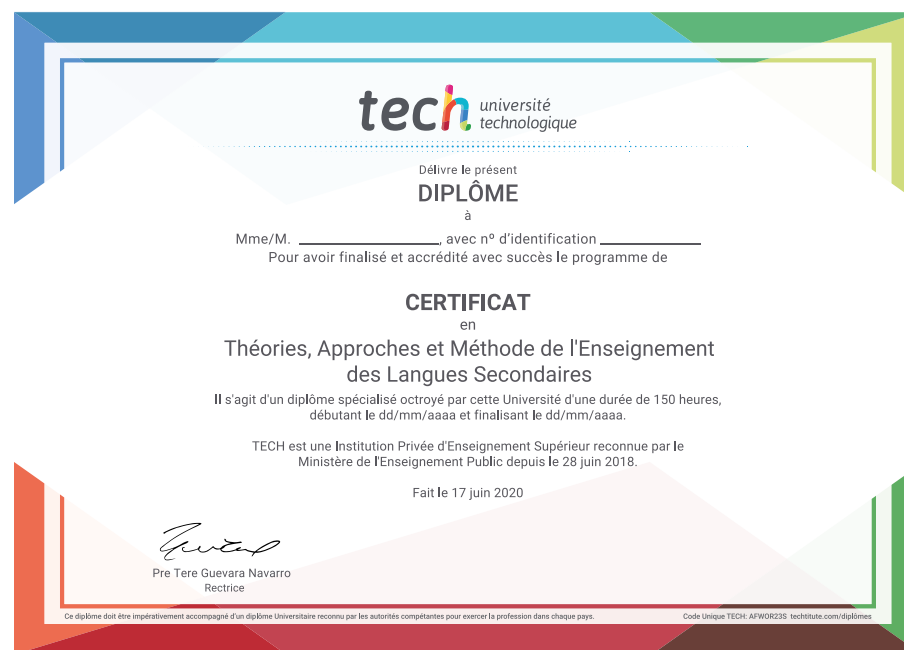 tech université
technologique
Délivre le présent
DIPLÔME
à
Mme/M. ____________________, avec nº d'identification ______________
Pour avoir finalisé et accrédité avec succès le programme de
CERTIFICAT
en
Théories, Approches et Méthode de l'Enseignement
des Langues Secondaires
Il s'agit d'un diplôme spécialisé octroyé par cette Université d'une durée de 150 heures,
débutant le dd/mm/aaaa et finalisant le dd/mm/aaaa.
TECH est une Institution Privée d'Enseignement Supérieur reconnue par le
Ministère de l'Enseignement Public depuis le 28 juin 2018.
Fait le 17 juin 2020
Pre Tere Guevara Navarro
Rectrice
Ce diplôme doit être impérativement accompagné d'un diplôme Universitaire reconnu par les autorités compétantes pour exercer la profession dans chaque pays.
Code Unique TECH: AFWOR23S techtitute.com/diplômes